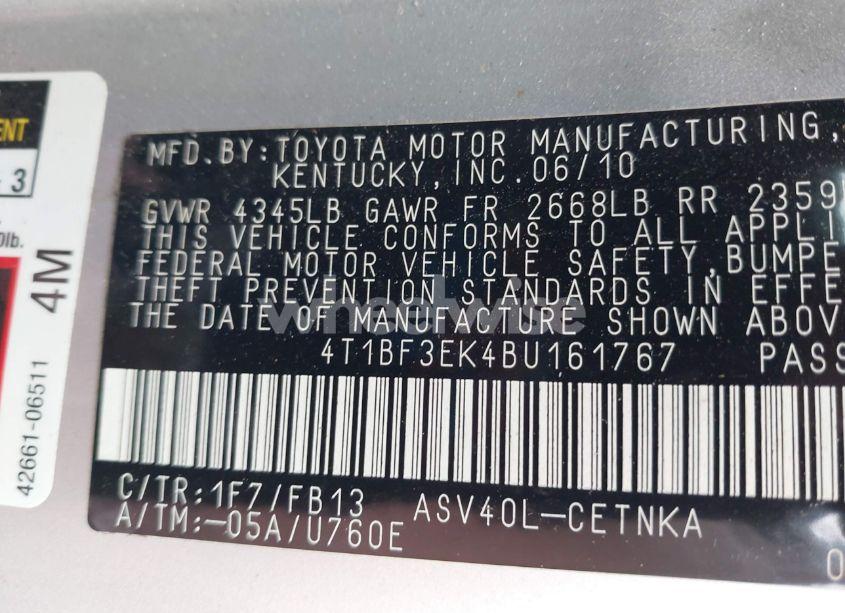 ENT
- 3
0lb.
4M
42661-06511
MFD.BY:TOYOTA MOTOR MANUFACTURING,
KENTUCKY,INC.06/10
GVWR 4345LB GAWR FR 2668LB RR 2359
THIS VEHICLE CONFORMS TO ALL APPLI
FEDERAL MOTOR VEHICLE SAFETY,BUMPE
THEFT PREVENTION STANDARDS IN EFFE
THE DATE OF MANUFACTURE SHOWN ABOV
wheelwise
4T1BF3EK4BU161767 PASS
C/TR:1F7/FB13 ASV40L-CETNKA
A/TM:-05A/U760E
0